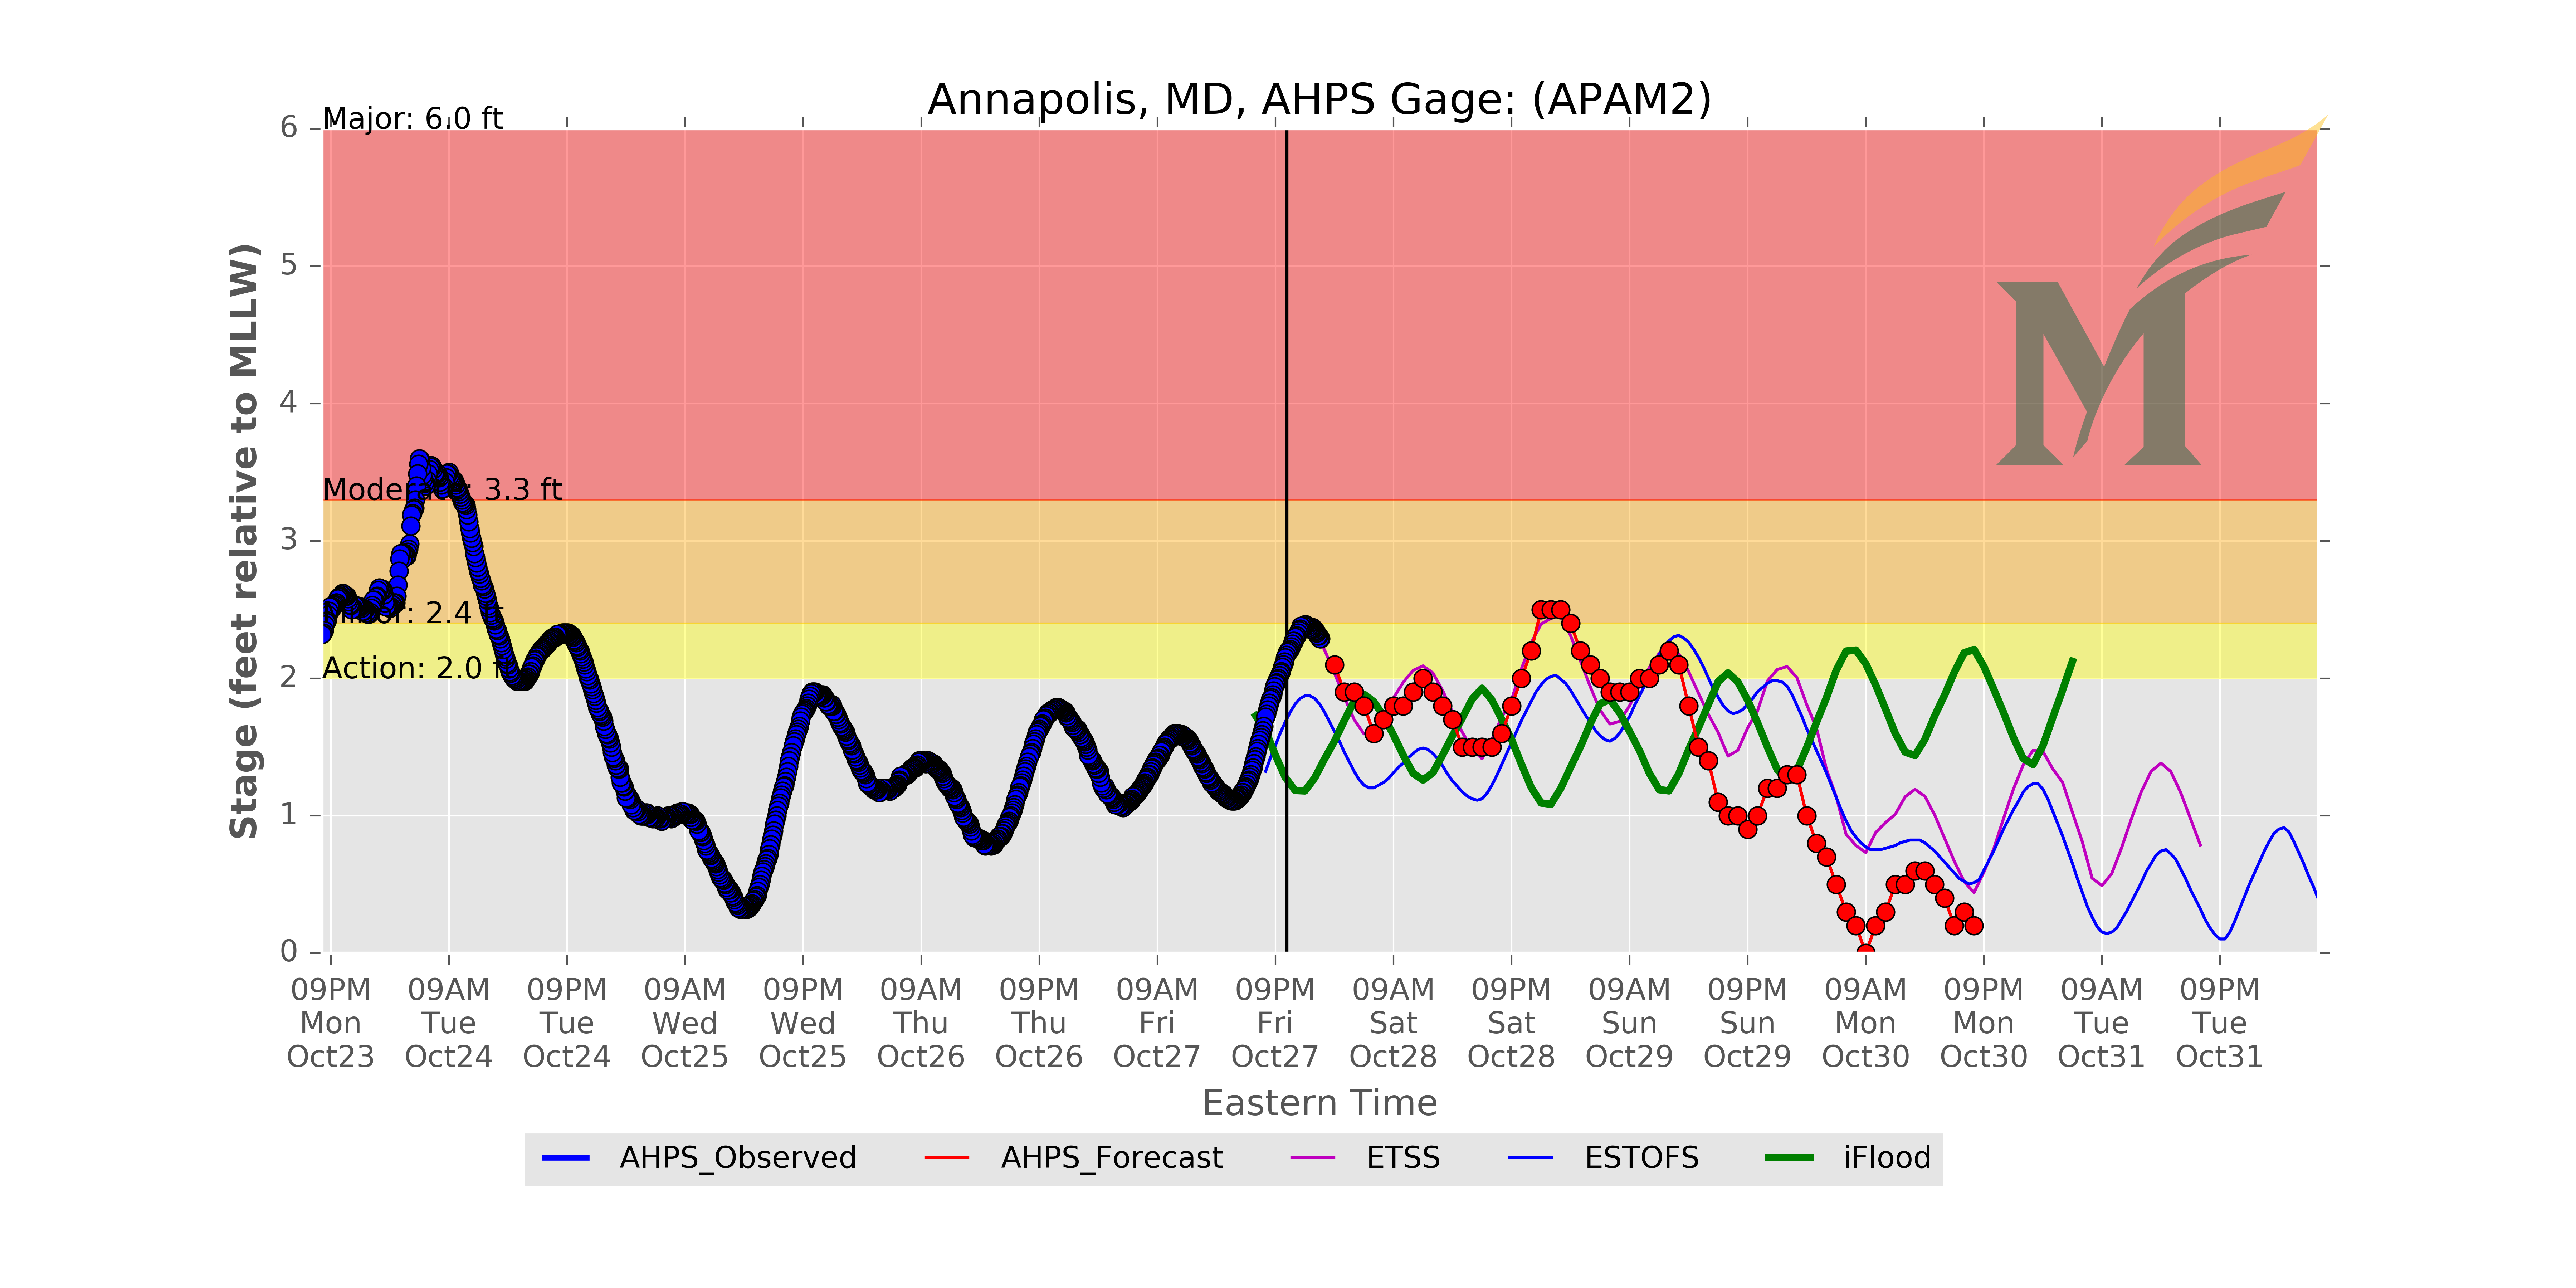 Annapolis, MD, AHPS Gage: (APAM2)
Major: 6.0 ft
6
5
4
Moderate: 3.3 ft
3
Minor: 2.4 ft
Action: 2.0 ft
2
1
0
Stage (feet relative to MLLW)
09PM 09AM 09PM 09AM 09PM 09AM 09PM 09AM 09PM 09AM 09PM 09AM 09PM 09AM 09PM 09AM 09PM
Mon Tue Tue Wed Wed Thu Thu Fri Fri Sat Sat Sun Sun Mon Mon Tue Tue
Oct23 Oct24 Oct24 Oct25 Oct25 Oct26 Oct26 Oct27 Oct27 Oct28 Oct28 Oct29 Oct29 Oct30 Oct30 Oct31 Oct31
Eastern Time
AHPS_Observed AHPS_Forecast ETSS ESTOFS iFlood
M